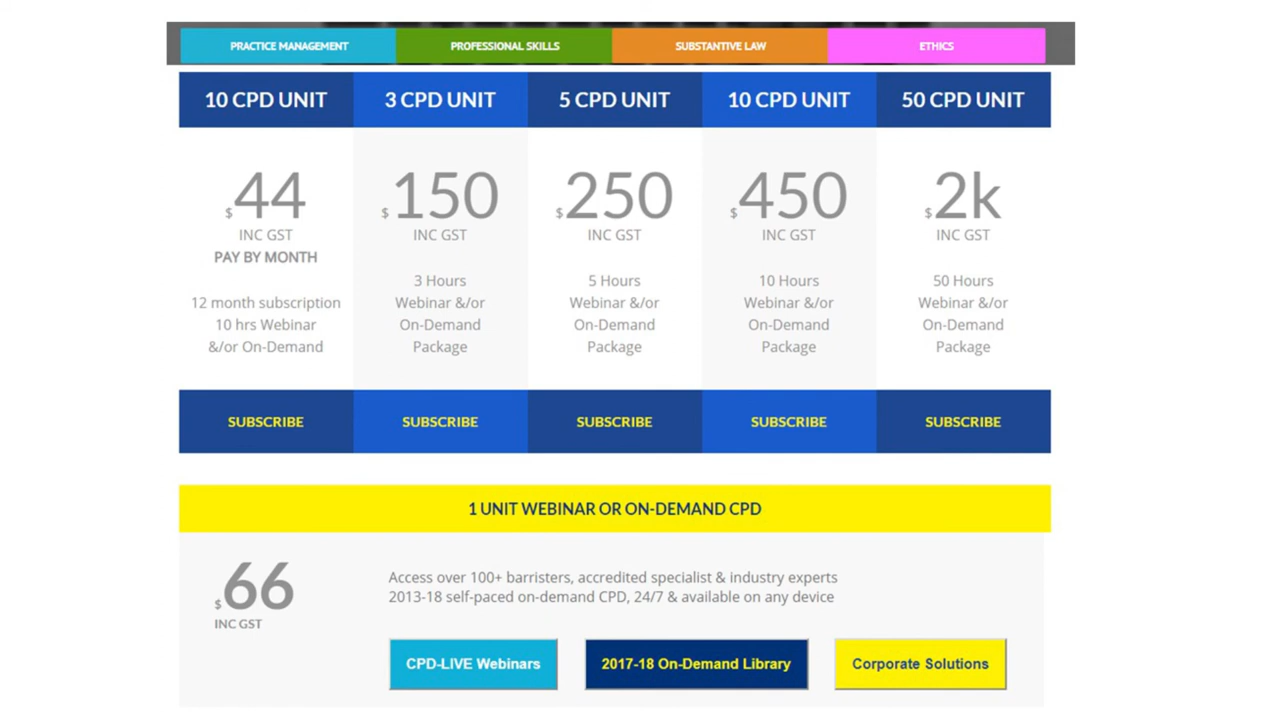 PRACTICE MANAGEMENT
PROFESSIONAL SKILLS
SUBSTANTIVE LAW
ETHICS
10 CPD UNIT
$44
INC GST
PAY BY MONTH
12 month subscription
10 hrs Webinar
&/or On-Demand
SUBSCRIBE
3 CPD UNIT
$150
INC GST
3 Hours
Webinar &/or
On-Demand
Package
SUBSCRIBE
5 CPD UNIT
$250
INC GST
5 Hours
Webinar &/or
On-Demand
Package
SUBSCRIBE
10 CPD UNIT
$450
INC GST
10 Hours
Webinar &/or
On-Demand
Package
SUBSCRIBE
50 CPD UNIT
$2k
INC GST
50 Hours
Webinar &/or
On-Demand
Package
SUBSCRIBE
1 UNIT WEBINAR OR ON-DEMAND CPD
$66
INC GST
Access over 100+ barristers, accredited specialist & industry experts
2013-18 self-paced on-demand CPD, 24/7 & available on any device
CPD-LIVE Webinars
2017-18 On-Demand Library
Corporate Solutions